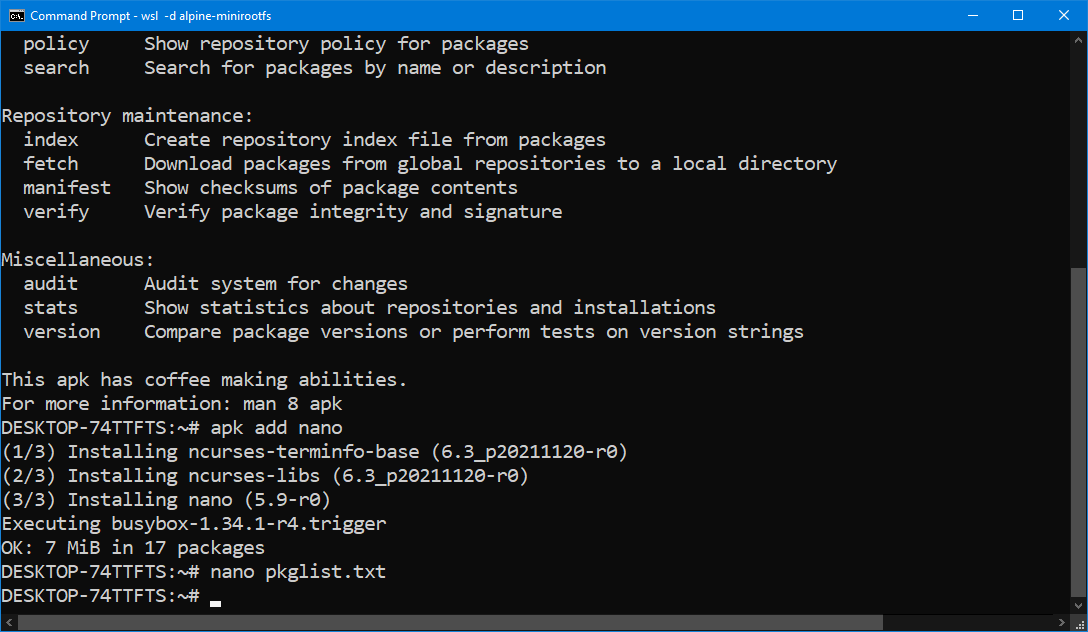 Command Prompt - wsl  -d alpine-minirootfs
  policy     Show repository policy for packages
  search     Search for packages by name or description

Repository maintenance:
  index      Create repository index file from packages
  fetch      Download packages from global repositories to a local directory
  manifest   Show checksums of package contents
  verify     Verify package integrity and signature

Miscellaneous:
  audit      Audit system for changes
  stats      Show statistics about repositories and installations
  version    Compare package versions or perform tests on version strings

This apk has coffee making abilities.
For more information: man 8 apk
DESKTOP-74TTFTS:~# apk add nano
(1/3) Installing ncurses-terminfo-base (6.3_p20211120-r0)
(2/3) Installing ncurses-libs (6.3_p20211120-r0)
(3/3) Installing nano (5.9-r0)
Executing busybox-1.34.1-r4.trigger
OK: 7 MiB in 17 packages
DESKTOP-74TTFTS:~# nano pkglist.txt
DESKTOP-74TTFTS:~#